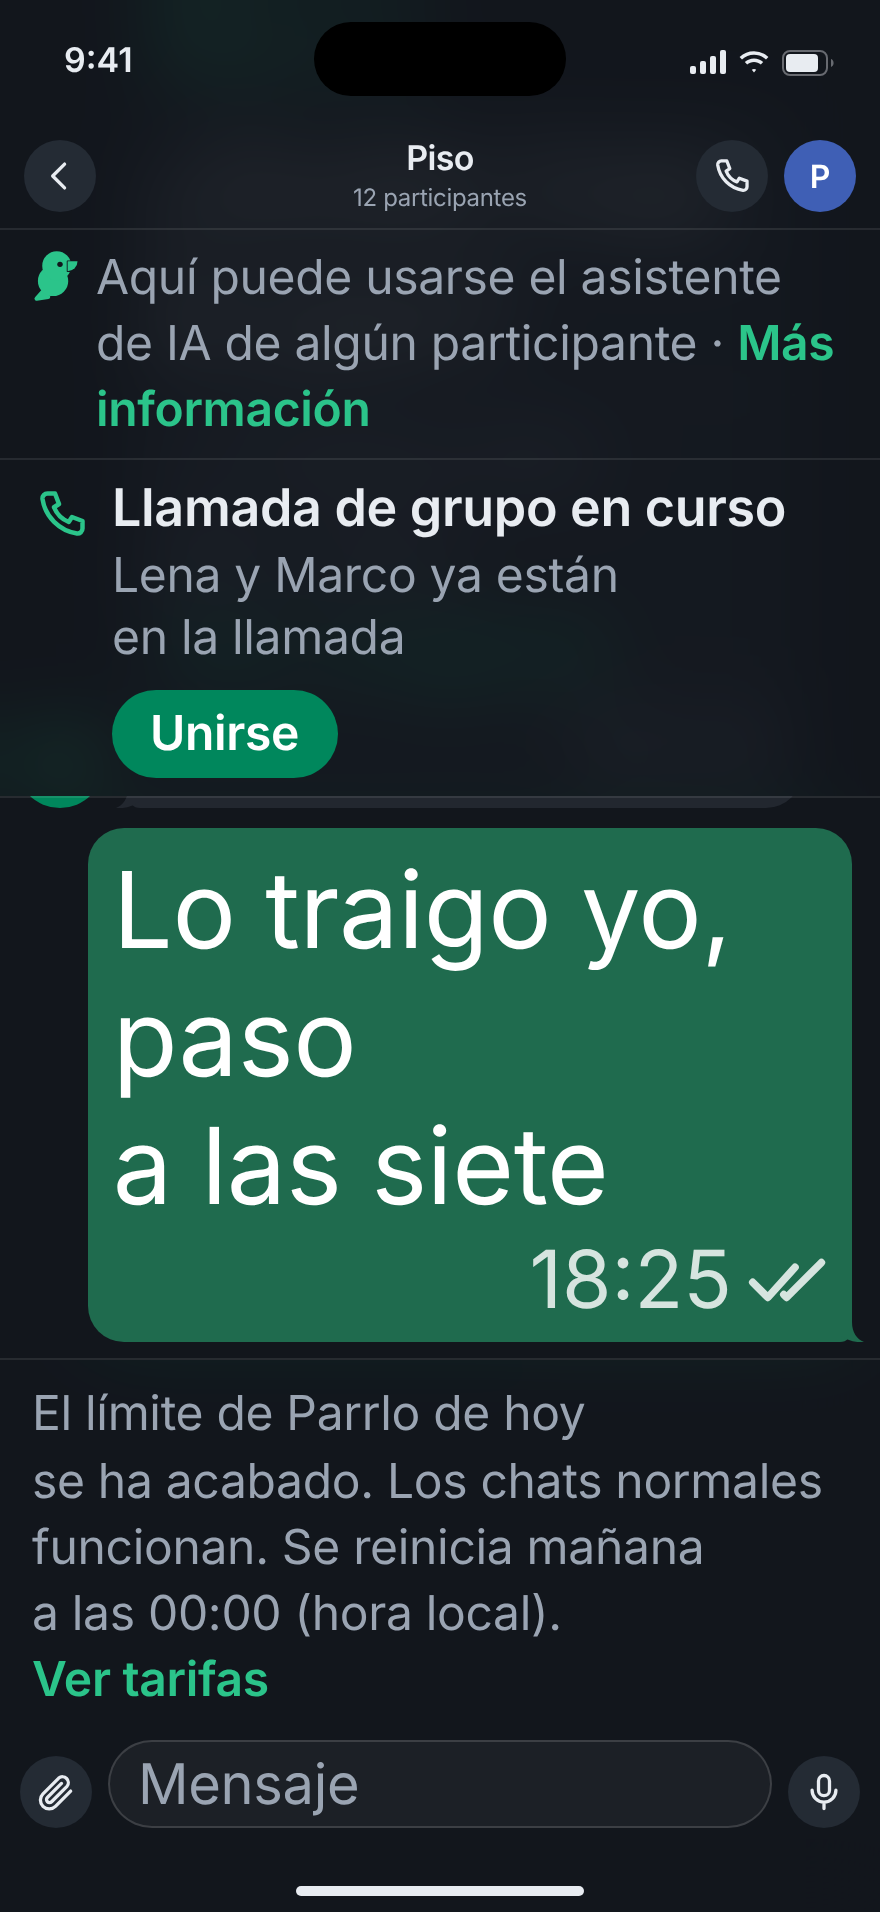 9:41
Piso
12 participantes
P
Aquí puede usarse el asistente
de IA de algún participante · Más
información
Llamada de grupo en curso
Lena y Marco ya están
en la llamada
Unirse
Lo traigo yo,
paso
a las siete
18:25
El límite de Parrlo de hoy
se ha acabado. Los chats normales
funcionan. Se reinicia mañana
a las 00:00 (hora local).
Ver tarifas
Mensaje